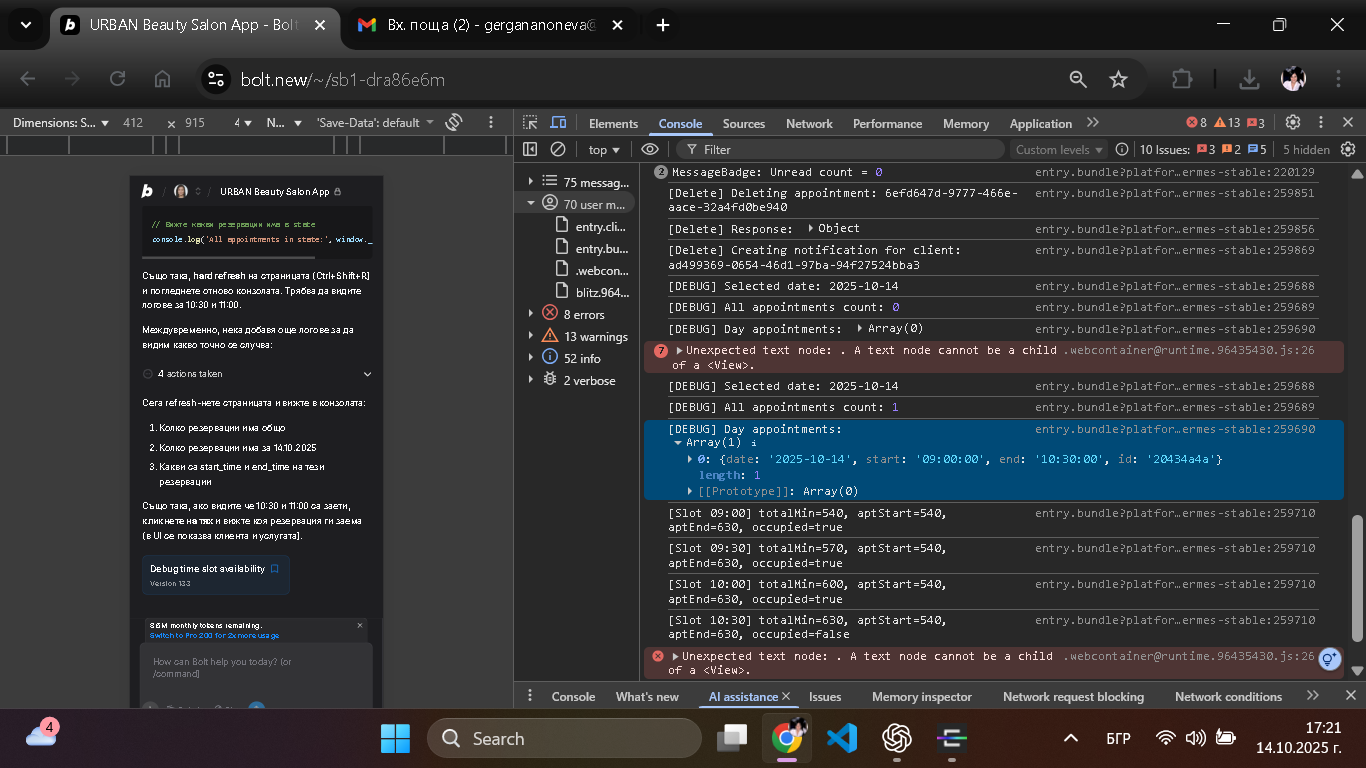 URBAN Beauty Salon App - Bolt
Вх. поща (2) - gergananoneva@
bolt.new/~/sb1-dra86e6m
Dimensions: S... 412 × 915 4 N... 'Save-Data': default
Elements Console Sources Network Performance Memory Application 8 13 3
top Filter Custom levels 10 Issues: 3 2 5 5 hidden
URBAN Beauty Salon App
// Вижте какви резервации има в state
console.log('All appointments in state:', window._
Също така, hard refresh на страницата (Ctrl+Shift+R)
и погледнете отново конзолата. Трябва да видите
логове за 10:30 и 11:00.
Междувременно, нека добавя още логове за да
видим какво точно се случва:
4 actions taken
Сега refresh-нете страницата и вижте в конзолата:
1. Колко резервации има общо
2. Колко резервации има за 14.10.2025
3. Какви са start_time и end_time на тези
резервации
Също така, ако видите че 10:30 и 11:00 са заети,
кликнете на тях и вижте коя резервация ги заема
(в UI се показва клиента и услугата).
Debug time slot availability
Version 133
Switch to Pro 200 for 2x more usage
How can Bolt help you today? (or
/command)
75 messag...
70 user m...
entry.cli...
entry.bu...
.webcon...
blitz.964...
8 errors
13 warnings
52 info
2 verbose
2 MessageBadge: Unread count = 0 entry.bundle?platfor…ermes-stable:220129
[Delete] Deleting appointment: 6efd647d-9777-466e- entry.bundle?platfor…ermes-stable:259851
aace-32a4fd0be940
[Delete] Response: Object entry.bundle?platfor…ermes-stable:259856
[Delete] Creating notification for client: entry.bundle?platfor…ermes-stable:259869
ad499369-0654-46d1-97ba-94f27524bba3
[DEBUG] Selected date: 2025-10-14 entry.bundle?platfor…ermes-stable:259688
[DEBUG] All appointments count: 0 entry.bundle?platfor…ermes-stable:259689
[DEBUG] Day appointments: Array(0) entry.bundle?platfor…ermes-stable:259690
7 Unexpected text node: . A text node cannot be a child .webcontainer@runtime.96435430.js:26
of a <View>.
[DEBUG] Selected date: 2025-10-14 entry.bundle?platfor…ermes-stable:259688
[DEBUG] All appointments count: 1 entry.bundle?platfor…ermes-stable:259689
[DEBUG] Day appointments: entry.bundle?platfor…ermes-stable:259690
Array(1) i
0: {date: '2025-10-14', start: '09:00:00', end: '10:30:00', id: '20434a4a'}
length: 1
[[Prototype]]: Array(0)
[Slot 09:00] totalMin=540, aptStart=540, entry.bundle?platfor…ermes-stable:259710
aptEnd=630, occupied=true
[Slot 09:30] totalMin=570, aptStart=540, entry.bundle?platfor…ermes-stable:259710
aptEnd=630, occupied=true
[Slot 10:00] totalMin=600, aptStart=540, entry.bundle?platfor…ermes-stable:259710
aptEnd=630, occupied=true
[Slot 10:30] totalMin=630, aptStart=540, entry.bundle?platfor…ermes-stable:259710
aptEnd=630, occupied=false
Unexpected text node: . A text node cannot be a child .webcontainer@runtime.96435430.js:26
of a <View>.
Console What's new AI assistance Issues Memory inspector Network request blocking Network conditions
4 Search БГР 17:21
14.10.2025 г.